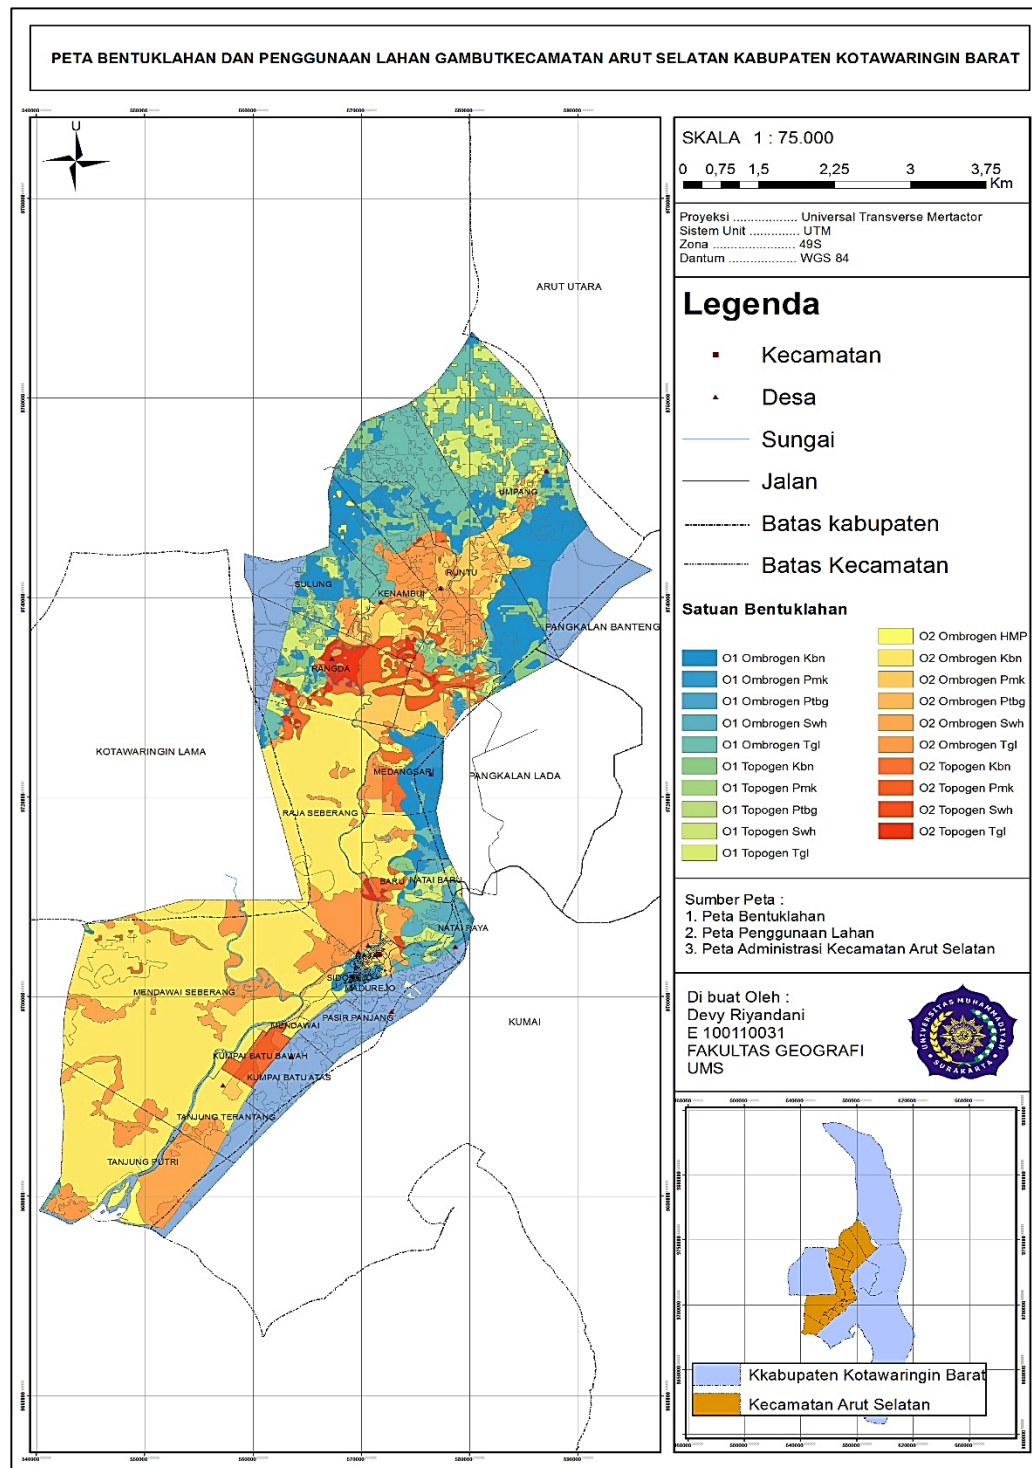 PETA BENTUKLAHAN DAN PENGGUNAAN LAHAN GAMBUTKECAMATAN ARUT SELATAN KABUPATEN KOTAWARINGIN BARAT
U
ARUT UTARA
UMPANG
RUNTU
SULUNG
KENAMBUI
PANGKALAN BANTENG
RANGDA
KOTAWARINGIN LAMA
MEDANGSARI
PANGKALAN LADA
RAJA SEBERANG
BARU
NATAI BARU
NATAI RAYA
RAJA
SIDOREJO
MADUREJO
MENDAWAI SEBERANG
PASIR PANJANG
KUMAI
MENDAWAI
KUMPAI BATU BAWAH
KUMPAI BATU ATAS
TANJUNG TERANTANG
TANJUNG PUTRI
SKALA 1 : 75.000
0 0,75 1,5 2,25 3 3,75
Km
Proyeksi .................. Universal Transverse Mertactor
Sistem Unit .............. UTM
Zona ....................... 49S
Dantum ................... WGS 84
Legenda
Kecamatan
Desa
Sungai
Jalan
Batas kabupaten
Batas Kecamatan
Satuan Bentuklahan
O1 Ombrogen Kbn
O1 Ombrogen Pmk
O1 Ombrogen Ptbg
O1 Ombrogen Swh
O1 Ombrogen Tgl
O1 Topogen Kbn
O1 Topogen Pmk
O1 Topogen Ptbg
O1 Topogen Swh
O1 Topogen Tgl
O2 Ombrogen HMP
O2 Ombrogen Kbn
O2 Ombrogen Pmk
O2 Ombrogen Ptbg
O2 Ombrogen Swh
O2 Ombrogen Tgl
O2 Topogen Kbn
O2 Topogen Pmk
O2 Topogen Swh
O2 Topogen Tgl
Sumber Peta :
1. Peta Bentuklahan
2. Peta Penggunaan Lahan
3. Peta Administrasi Kecamatan Arut Selatan
Di buat Oleh :
Devy Riyandani
E 100110031
FAKULTAS GEOGRAFI
UMS
UNIVERSITAS MUHAMMADIYAH
SURAKARTA
Kkabupaten Kotawaringin Barat
Kecamatan Arut Selatan